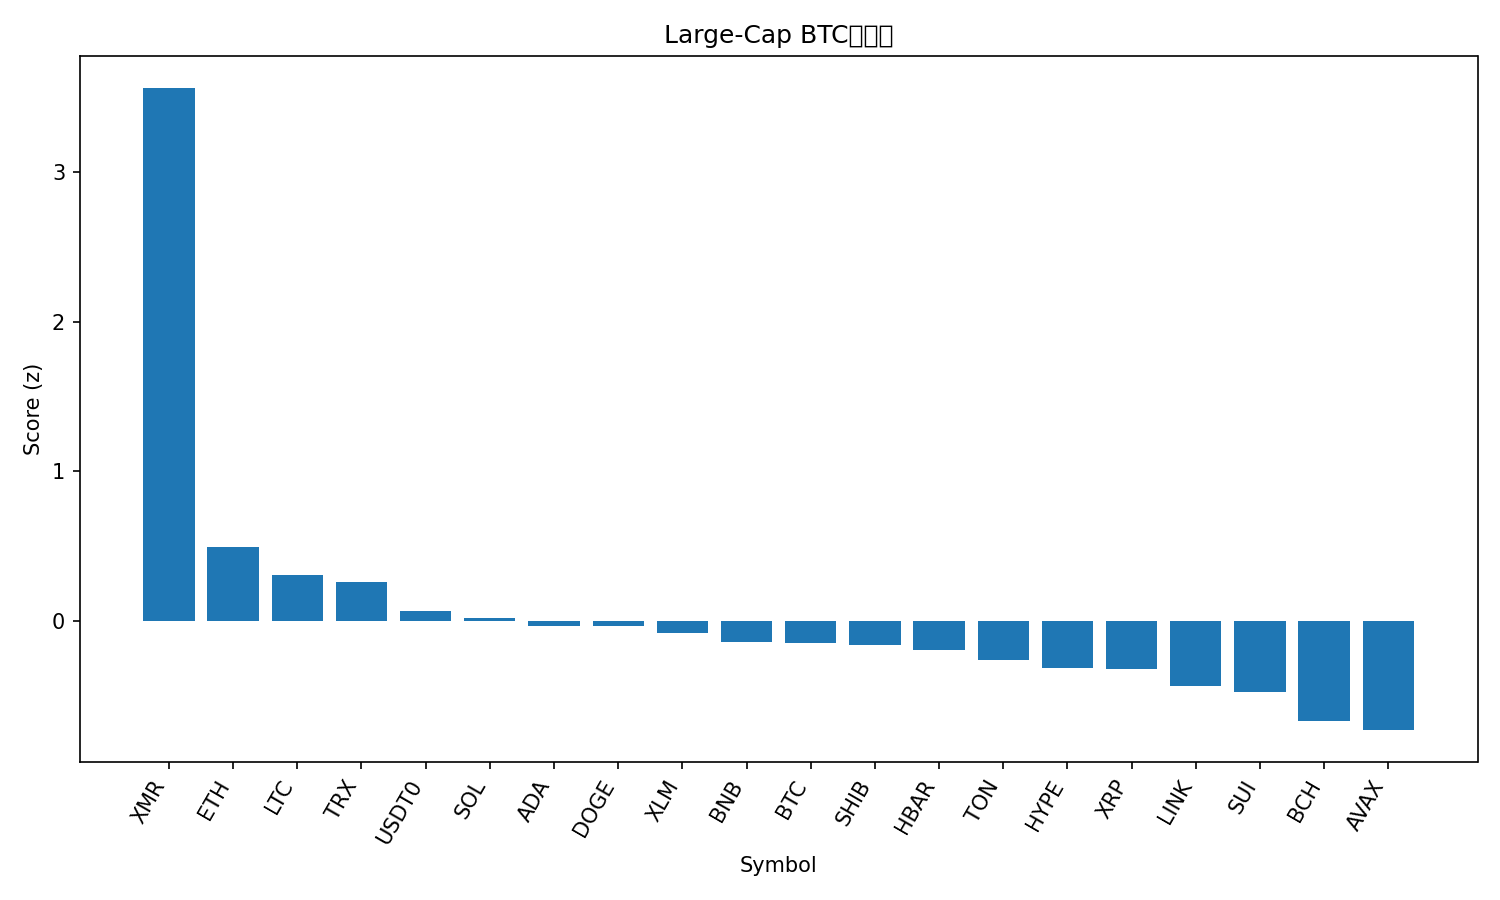 Large-Cap BTC
3
2
1
0
Score (z)
XMR
ETH
LTC
TRX
USDT0
SOL
ADA
DOGE
XLM
BNB
BTC
SHIB
HBAR
TON
HYPE
XRP
LINK
SUI
BCH
AVAX
Symbol